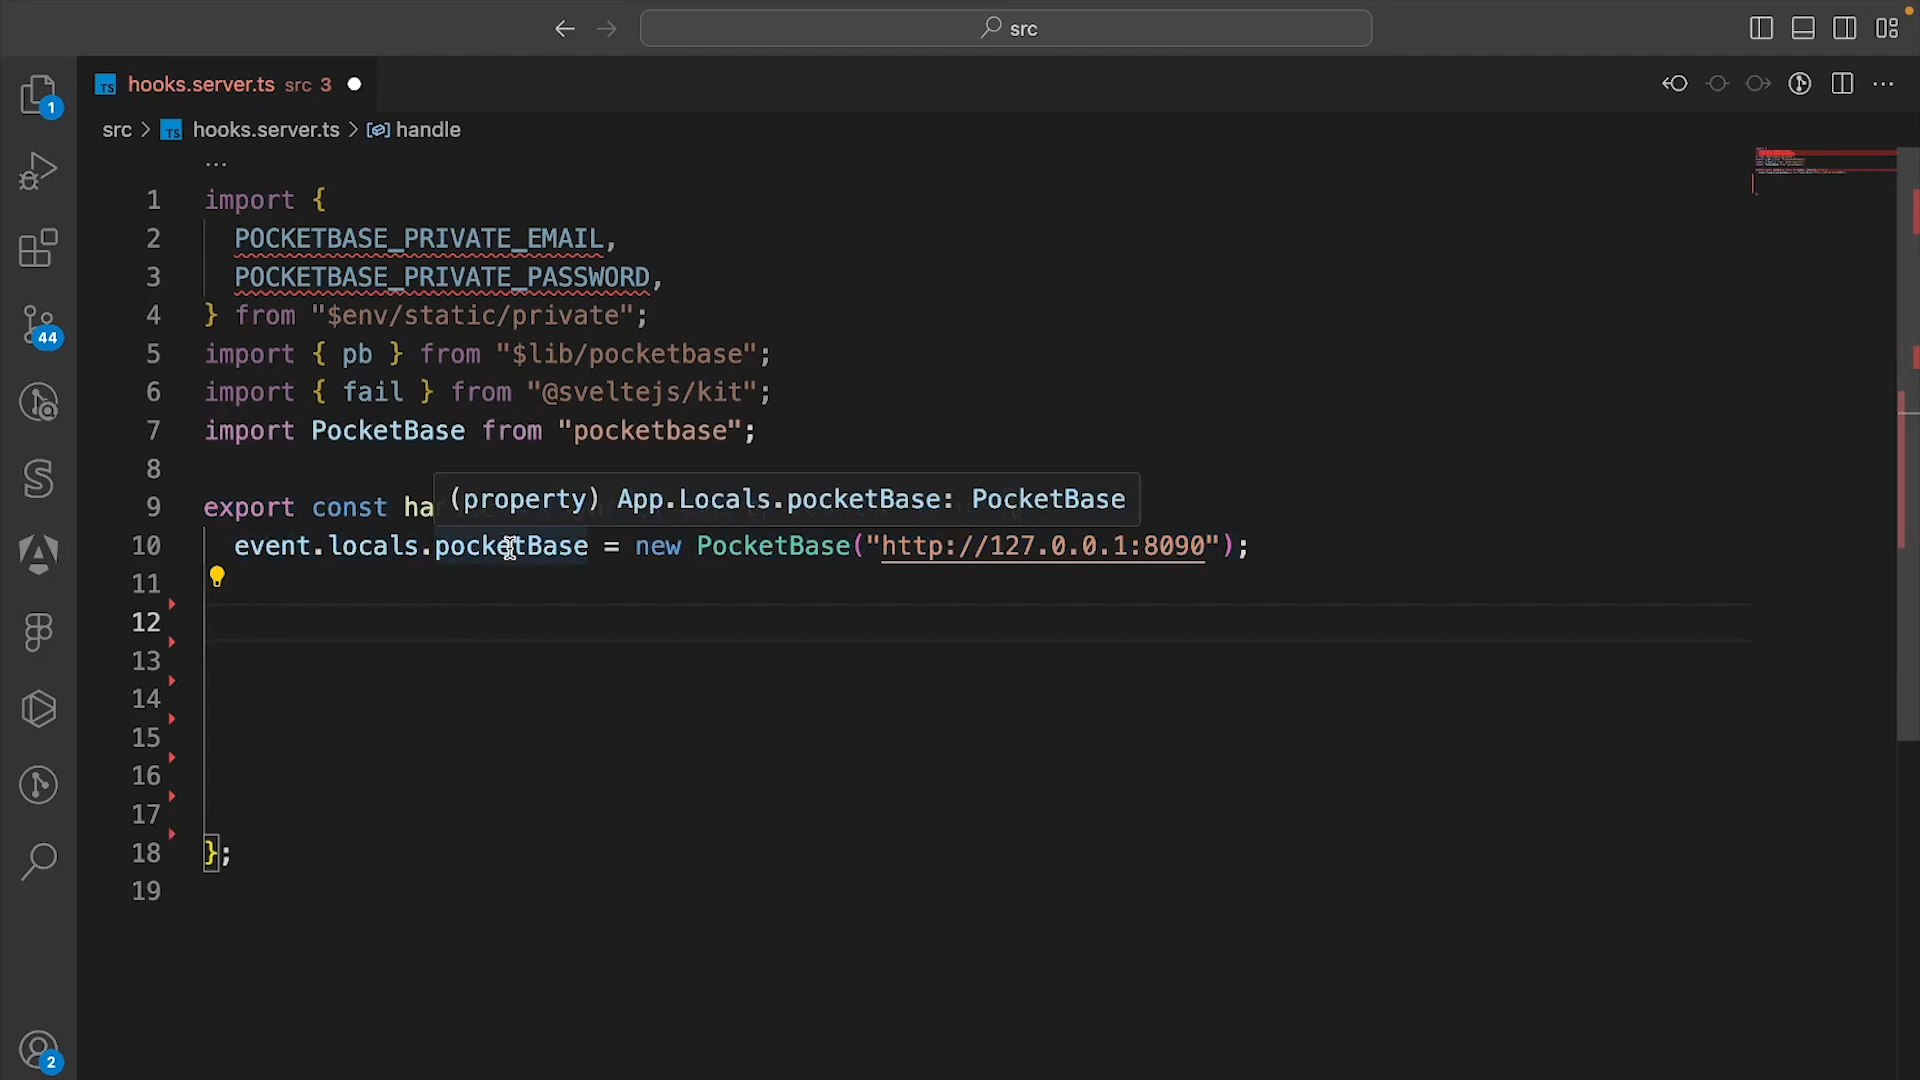 src
hooks.server.ts src 3
src > hooks.server.ts > handle
...
1 import {
2 POCKETBASE_PRIVATE_EMAIL,
3 POCKETBASE_PRIVATE_PASSWORD,
4 } from "$env/static/private";
5 import { pb } from "$lib/pocketbase";
6 import { fail } from "@sveltejs/kit";
7 import PocketBase from "pocketbase";
8
(property) App.Locals.pocketBase: PocketBase
9 export const ha
10 event.locals.pocketBase = new PocketBase("http://127.0.0.1:8090");
11
12
13
14
15
16
17
18 };
19
1
44
2
TS
TS